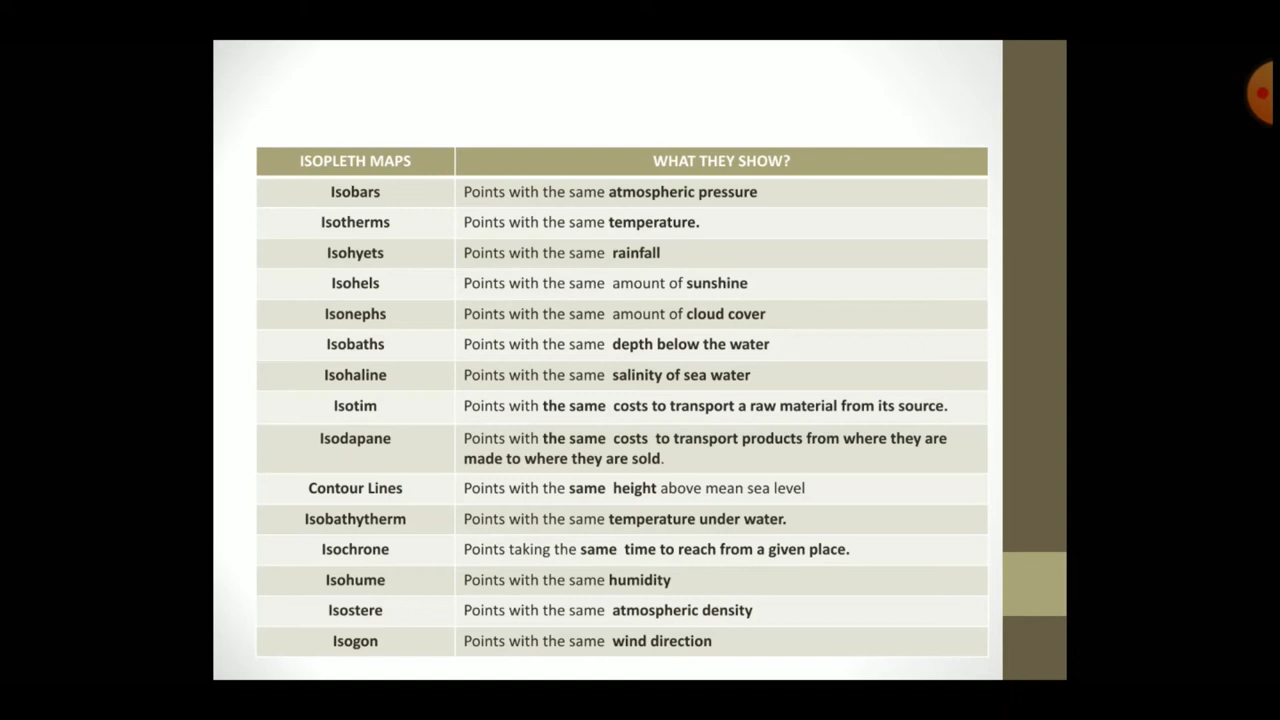 ISOPLETH MAPS WHAT THEY SHOW?
Isobars Points with the same atmospheric pressure
Isotherms Points with the same temperature.
Isohyets Points with the same rainfall
Isohels Points with the same amount of sunshine
Isonephs Points with the same amount of cloud cover
Isobaths Points with the same depth below the water
Isohaline Points with the same salinity of sea water
Isotim Points with the same costs to transport a raw material from its source.
Isodapane Points with the same costs to transport products from where they are
made to where they are sold.
Contour Lines Points with the same height above mean sea level
Isobathytherm Points with the same temperature under water.
Isochrone Points taking the same time to reach from a given place.
Isohume Points with the same humidity
Isostere Points with the same atmospheric density
Isogon Points with the same wind direction